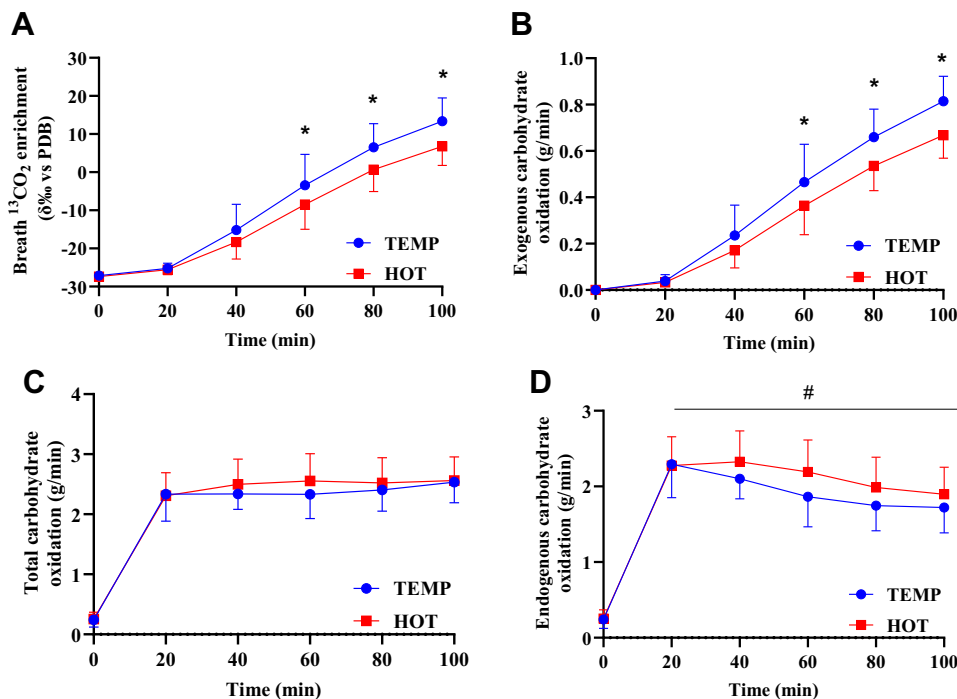 A
Breath ¹³CO₂ enrichment
(δ‰ vs PDB)
30
20
10
0
-10
-20
-30
*
*
*
TEMP
HOT
0
20
40
60
80
100
Time (min)
B
Exogenous carbohydrate
oxidation (g/min)
1.0
0.8
0.6
0.4
0.2
0.0
*
*
*
TEMP
HOT
0
20
40
60
80
100
Time (min)
C
Total carbohydrate
oxidation (g/min)
4
3
2
1
0
TEMP
HOT
0
20
40
60
80
100
Time (min)
D
Endogenous carbohydrate
oxidation (g/min)
3
2
1
0
#
TEMP
HOT
0
20
40
60
80
100
Time (min)